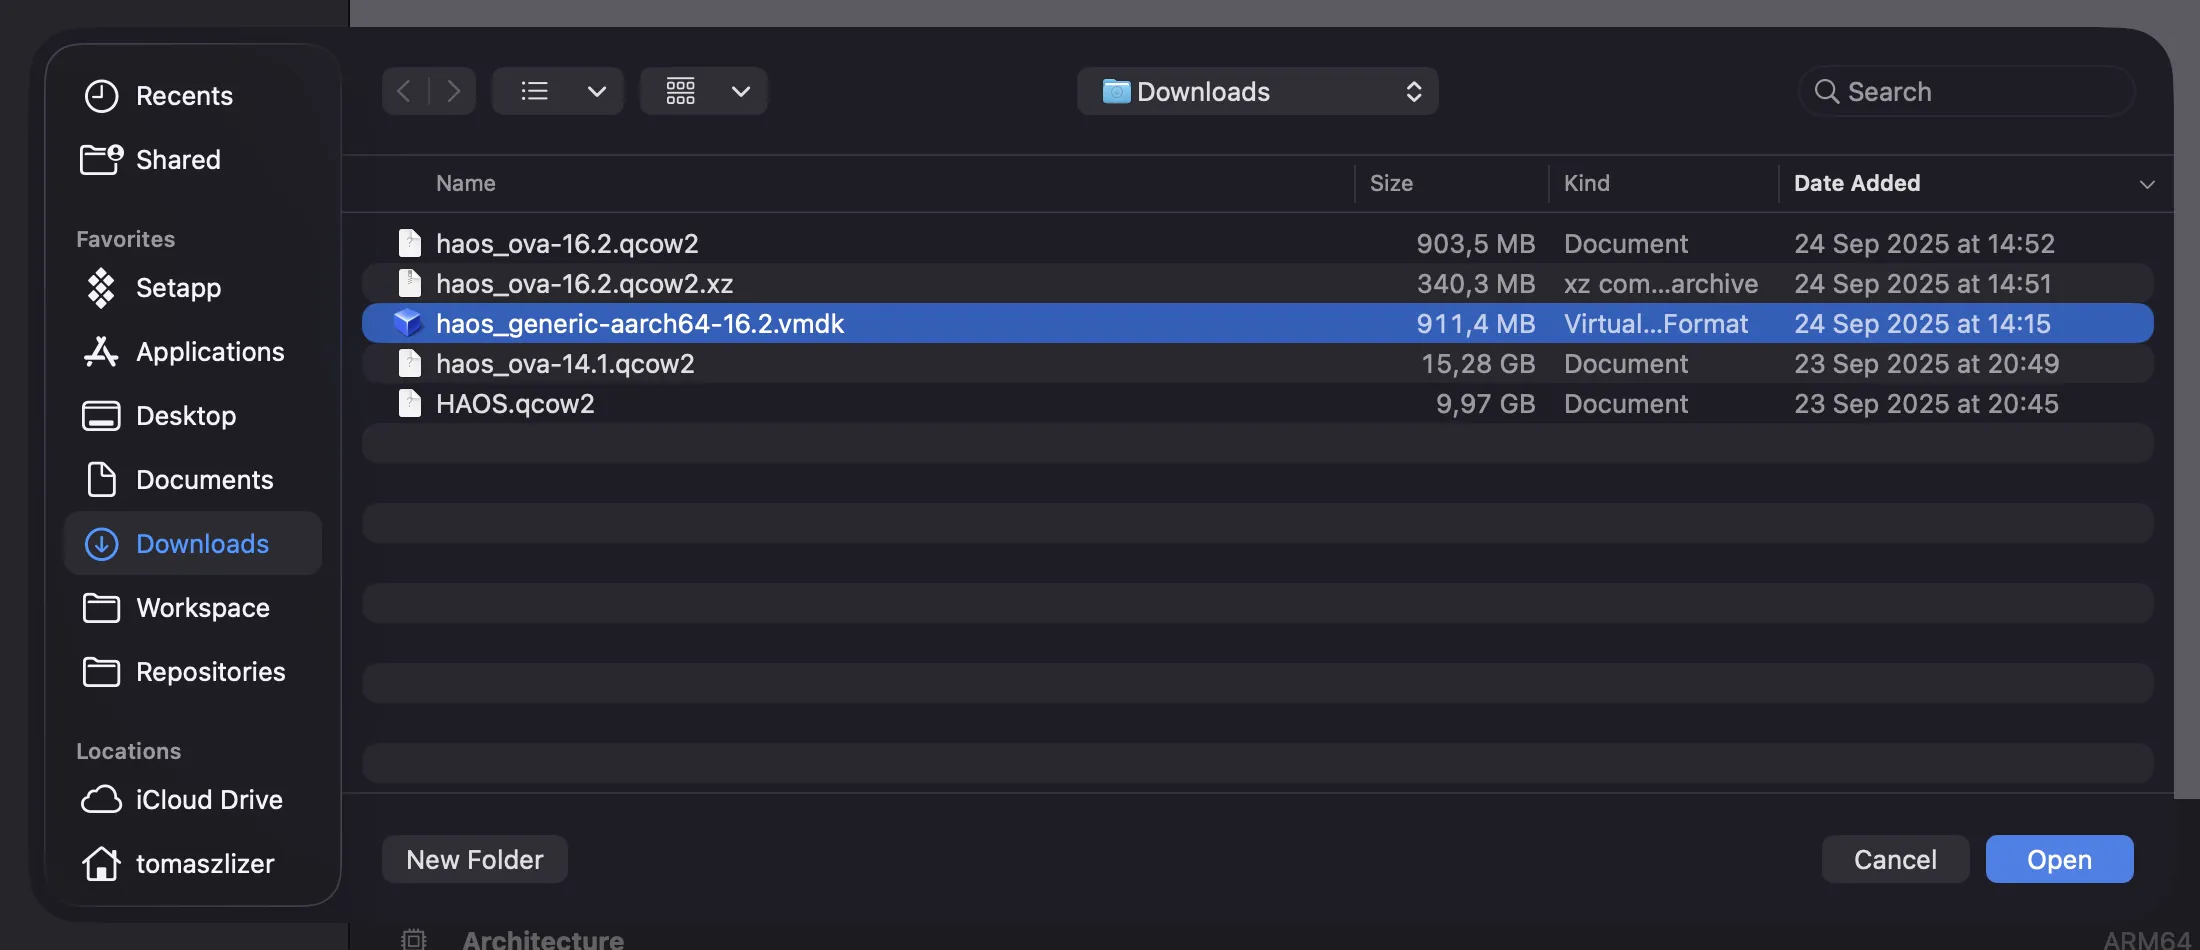 Recents
Shared
Favorites
Setapp
Applications
Desktop
Documents
Downloads
Workspace
Repositories
Locations
iCloud Drive
tomaszlizer
Downloads
Search
Name Size Kind Date Added
haos_ova-16.2.qcow2 903,5 MB Document 24 Sep 2025 at 14:52
haos_ova-16.2.qcow2.xz 340,3 MB xz com...archive 24 Sep 2025 at 14:51
haos_generic-aarch64-16.2.vmdk 911,4 MB Virtual...Format 24 Sep 2025 at 14:15
haos_ova-14.1.qcow2 15,28 GB Document 23 Sep 2025 at 20:49
HAOS.qcow2 9,97 GB Document 23 Sep 2025 at 20:45
New Folder Cancel Open
Architecture ARM64